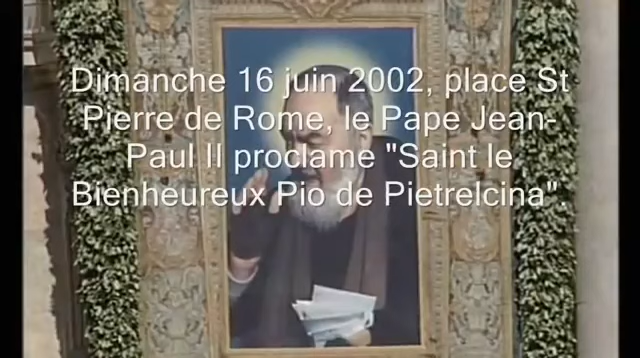 Dimanche 16 juin 2002, place St
Pierre de Rome, le Pape Jean-
Paul II proclame "Saint le
Bienheureux Pio de Pietrelcina".